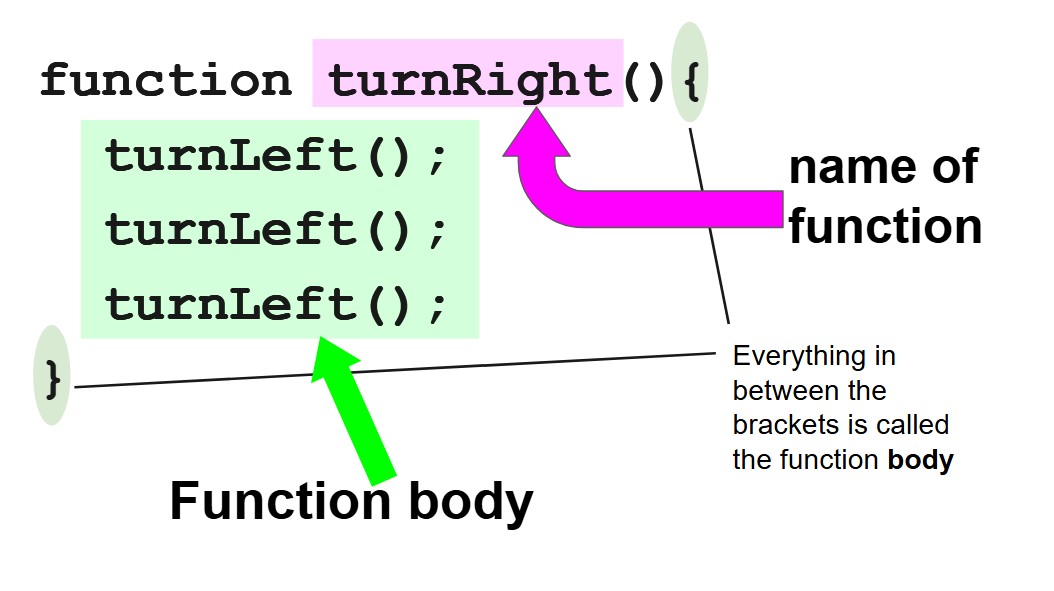 function turnRight(){
turnLeft();
turnLeft();
turnLeft();
}
name of
function
Everything in
between the
brackets is called
the function body
Function body